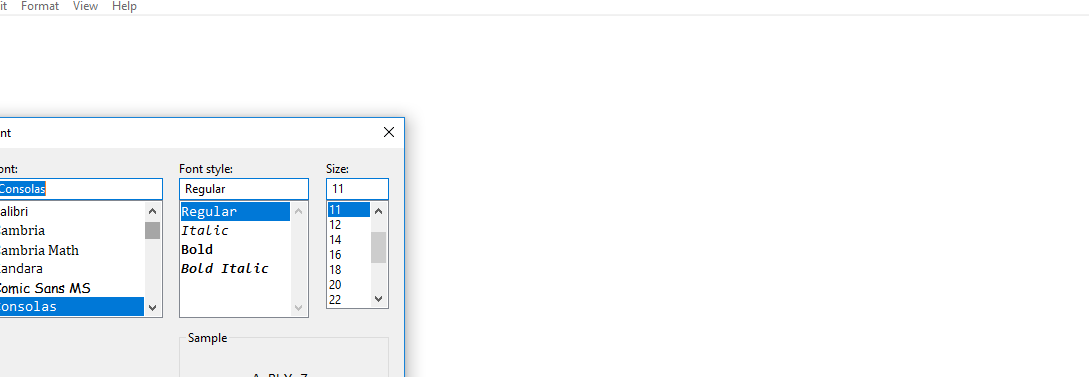 it Format View Help
nt
ont: Font style: Size:
Consolas Regular 11
alibri Regular 11
ambria Italic 12
ambria Math Bold 14
andara Bold Italic 16
omic Sans MS 18
onsolas 20
22
Sample